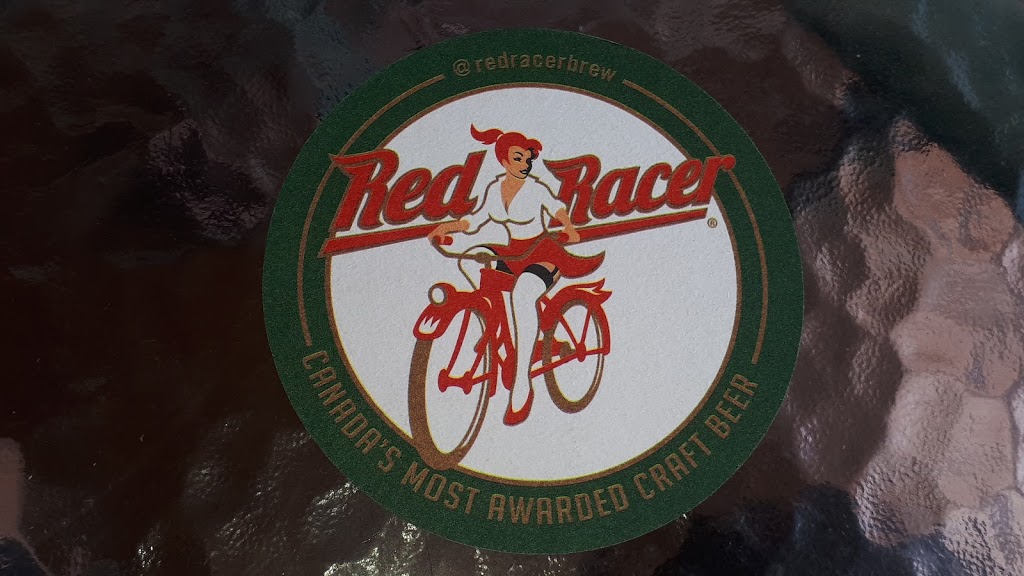 @redracerbrew
Red Racer®
CANADA'S MOST AWARDED CRAFT BEER